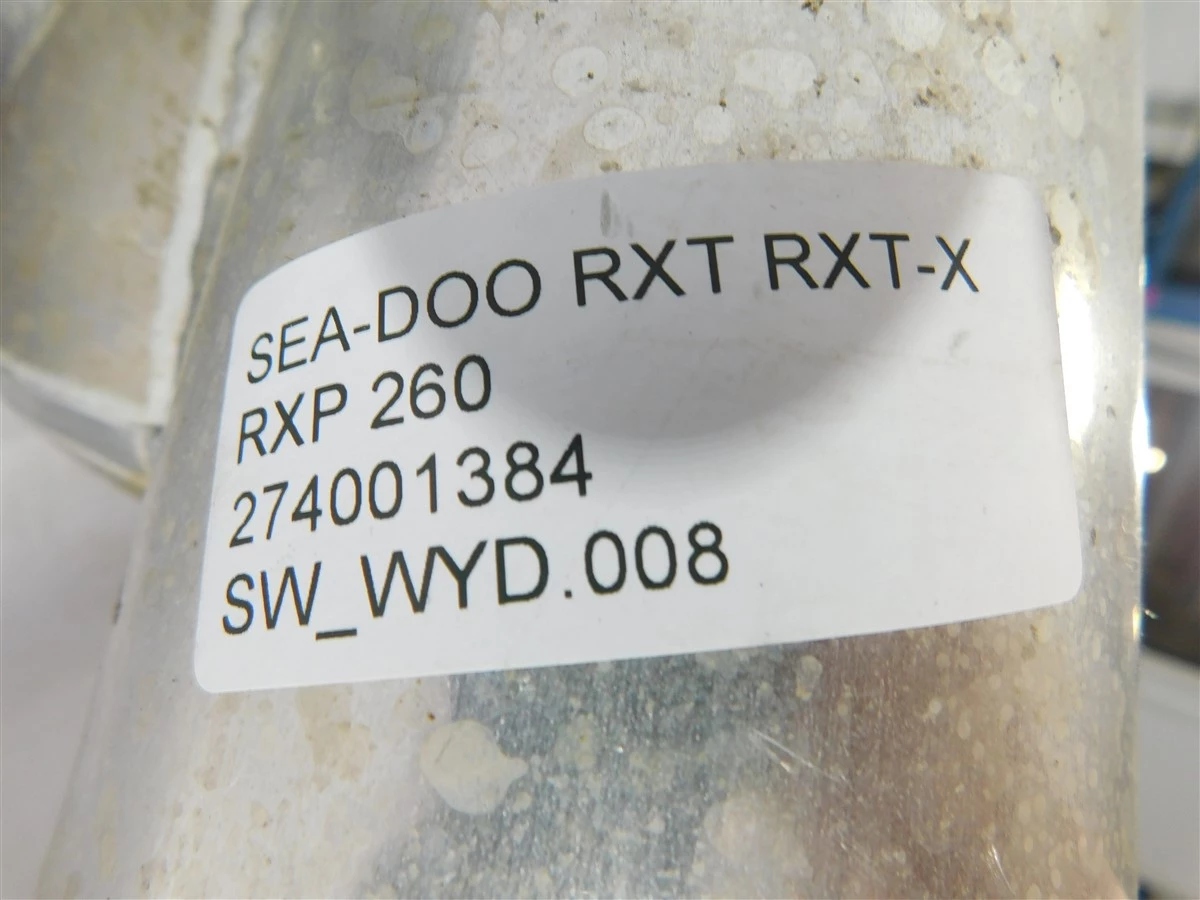 SEA-DOO RXT RXT-X
RXP 260
274001384
SW_WYD.008